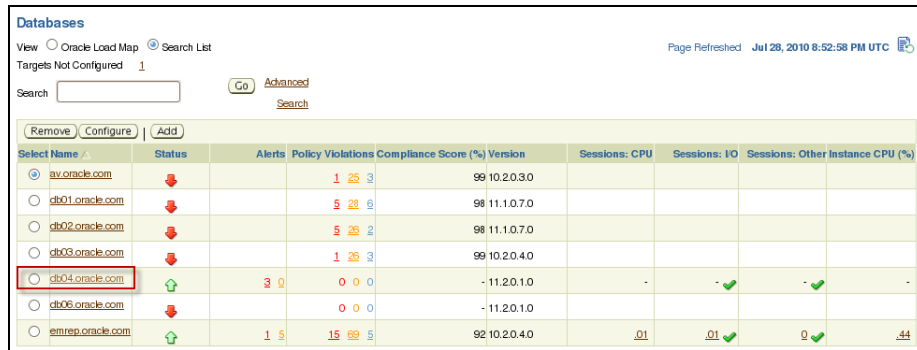 Databases
View Oracle Load Map Search List
Page Refreshed Jul 28, 2010 8:52:58 PM UTC
Targets Not Configured 1
Search Go Advanced
Search
Remove Configure | Add
Select Name Status Alerts Policy Violations Compliance Score (%) Version Sessions: CPU Sessions: I/O Sessions: Other Instance CPU (%)
av.oracle.com 1 25 3 99 10.2.0.3.0
db01.oracle.com 5 28 6 98 11.1.0.7.0
db02.oracle.com 5 26 2 98 11.1.0.7.0
db03.oracle.com 1 26 3 99 10.2.0.4.0
db04.oracle.com 3 0 0 0 0 - 11.2.0.1.0 - - - -
db06.oracle.com 0 0 0 - 11.2.0.1.0
emrep.oracle.com 1 5 15 69 5 92 10.2.0.4.0 .01 .01 0 .44